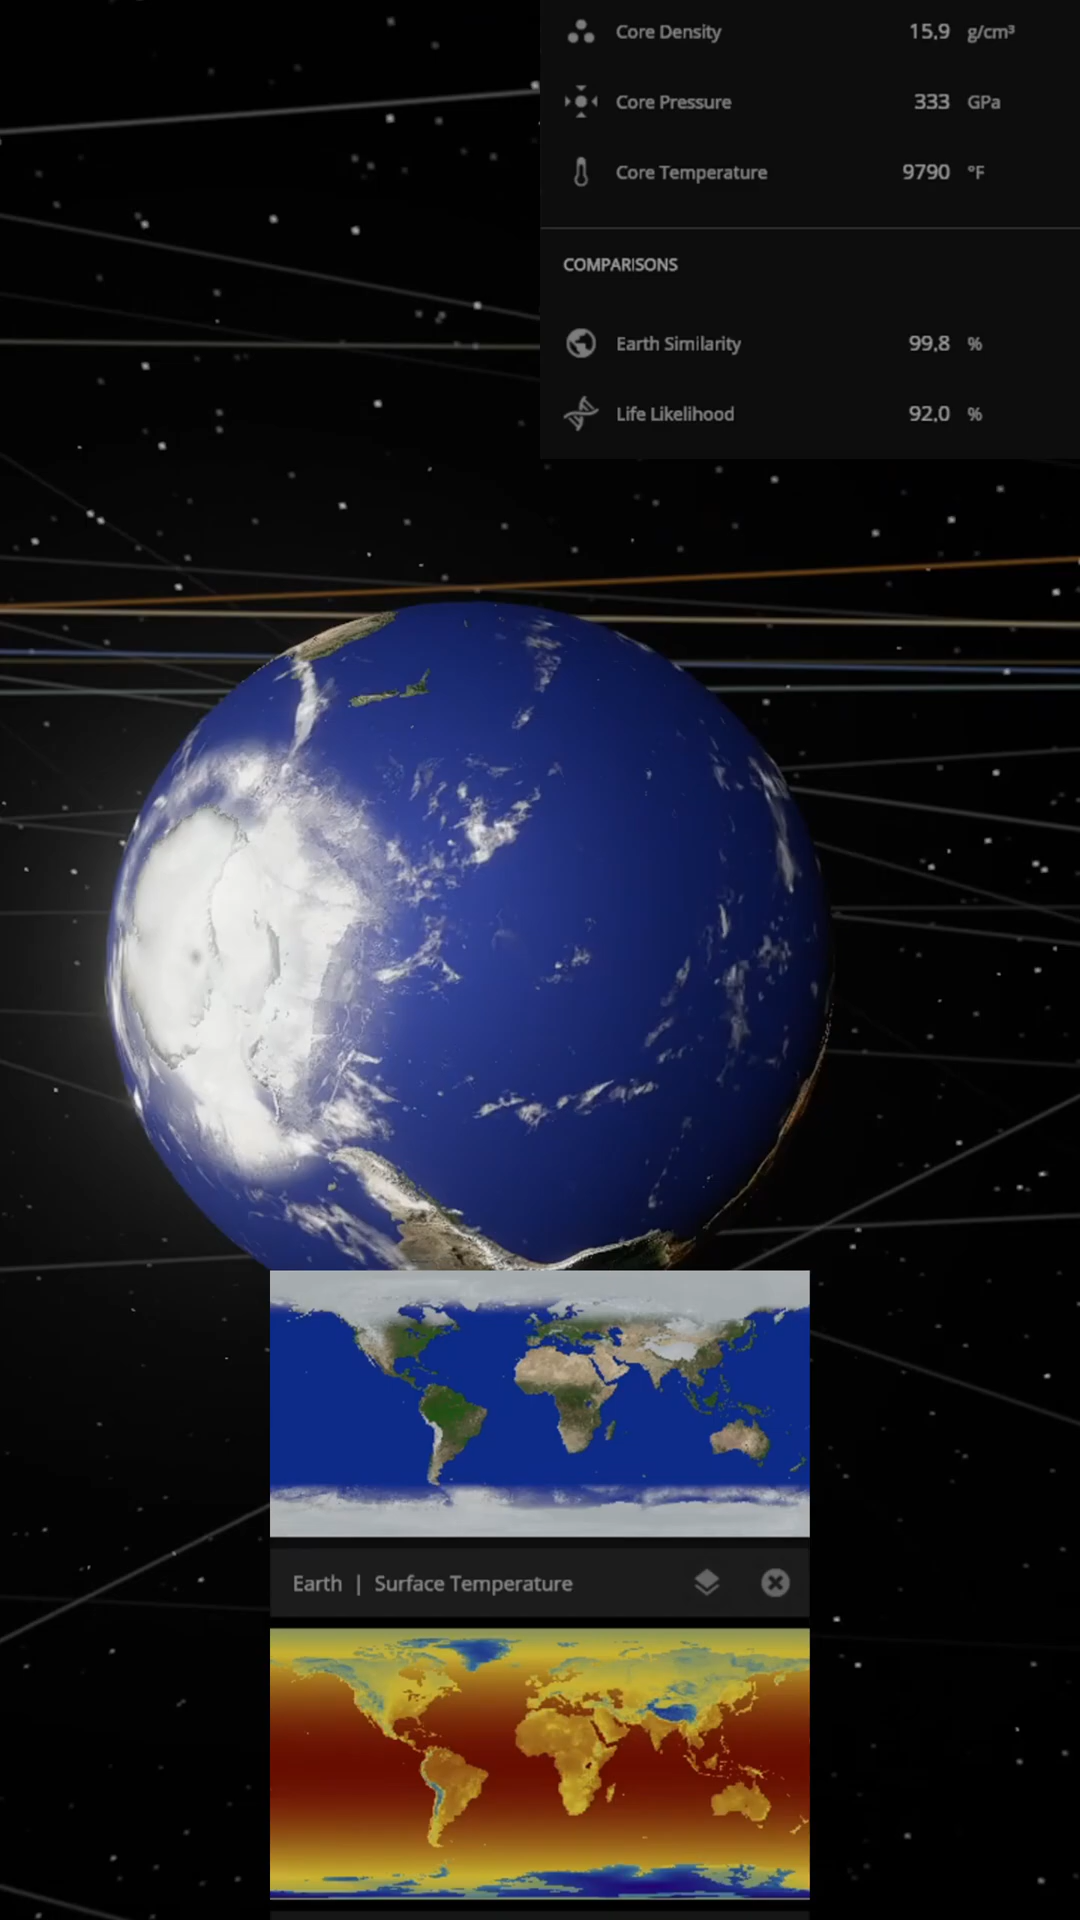 Core Density 15,9 g/cm³
Core Pressure 333 GPa
Core Temperature 9790 °F
COMPARISONS
Earth Similarity 99,8 %
Life Likelihood 92,0 %
Earth | Surface Temperature